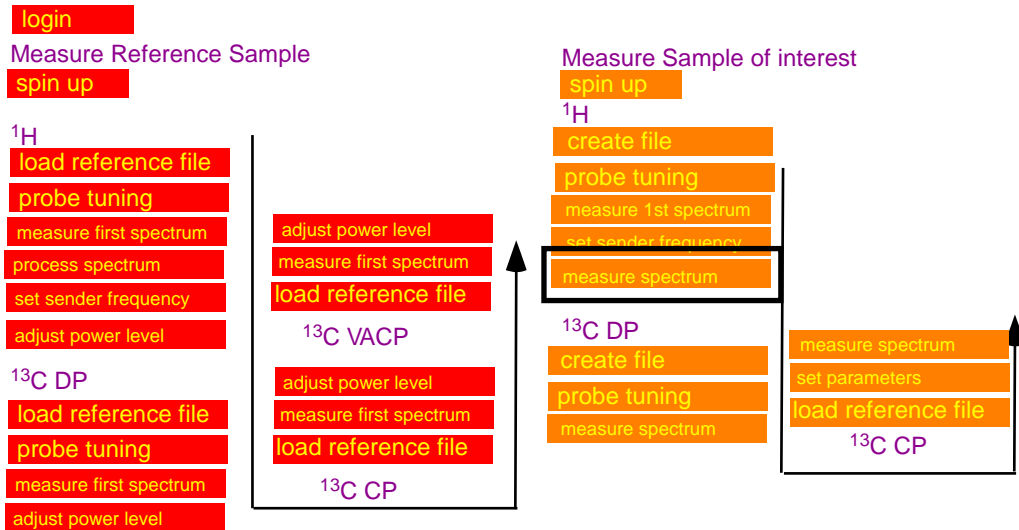 login
Measure Reference Sample
spin up
¹H
load reference file
probe tuning
measure first spectrum
process spectrum
set sender frequency
adjust power level
¹³C DP
load reference file
probe tuning
measure first spectrum
adjust power level
adjust power level
measure first spectrum
load reference file
¹³C VACP
adjust power level
measure first spectrum
load reference file
¹³C CP
Measure Sample of interest
spin up
¹H
create file
probe tuning
measure 1st spectrum
set sender frequency
measure spectrum
¹³C DP
create file
probe tuning
measure spectrum
measure spectrum
set parameters
load reference file
¹³C CP